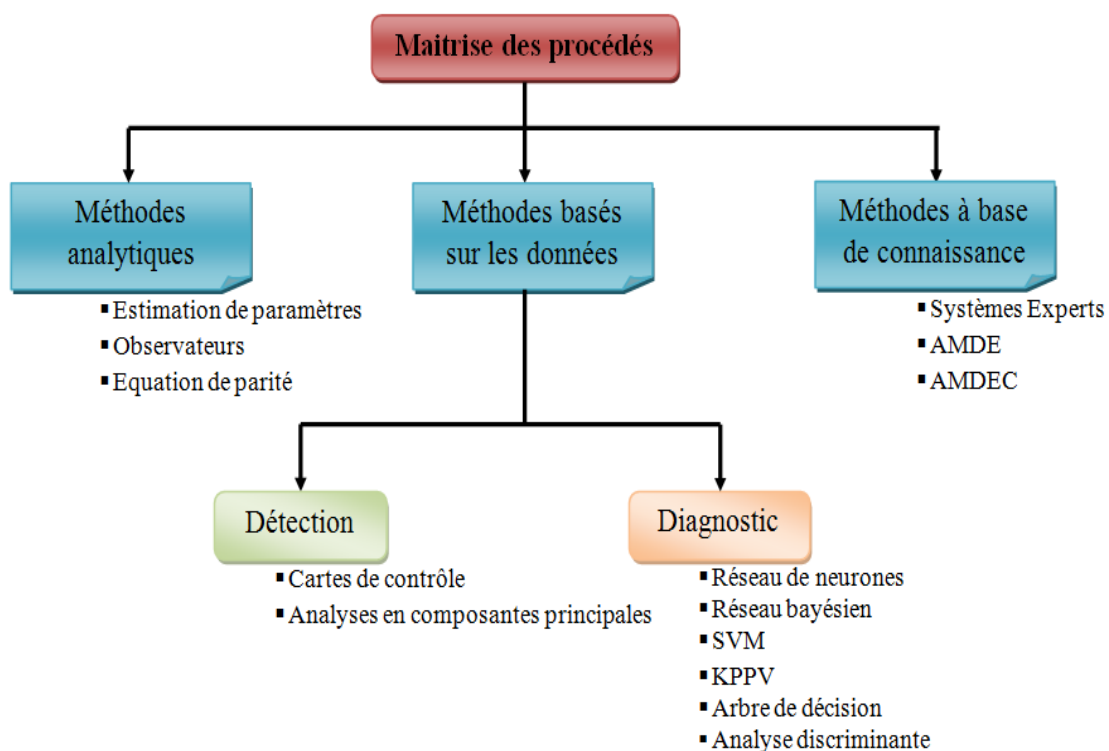 Maitrise des procédés
Méthodes
analytiques
▪ Estimation de paramètres
▪ Observateurs
▪ Equation de parité
Méthodes basés
sur les données
Méthodes à base
de connaissance
▪ Systèmes Experts
▪ AMDE
▪ AMDEC
Détection
▪ Cartes de contrôle
▪ Analyses en composantes principales
Diagnostic
▪ Réseau de neurones
▪ Réseau bayésien
▪ SVM
▪ KPPV
▪ Arbre de décision
▪ Analyse discriminante